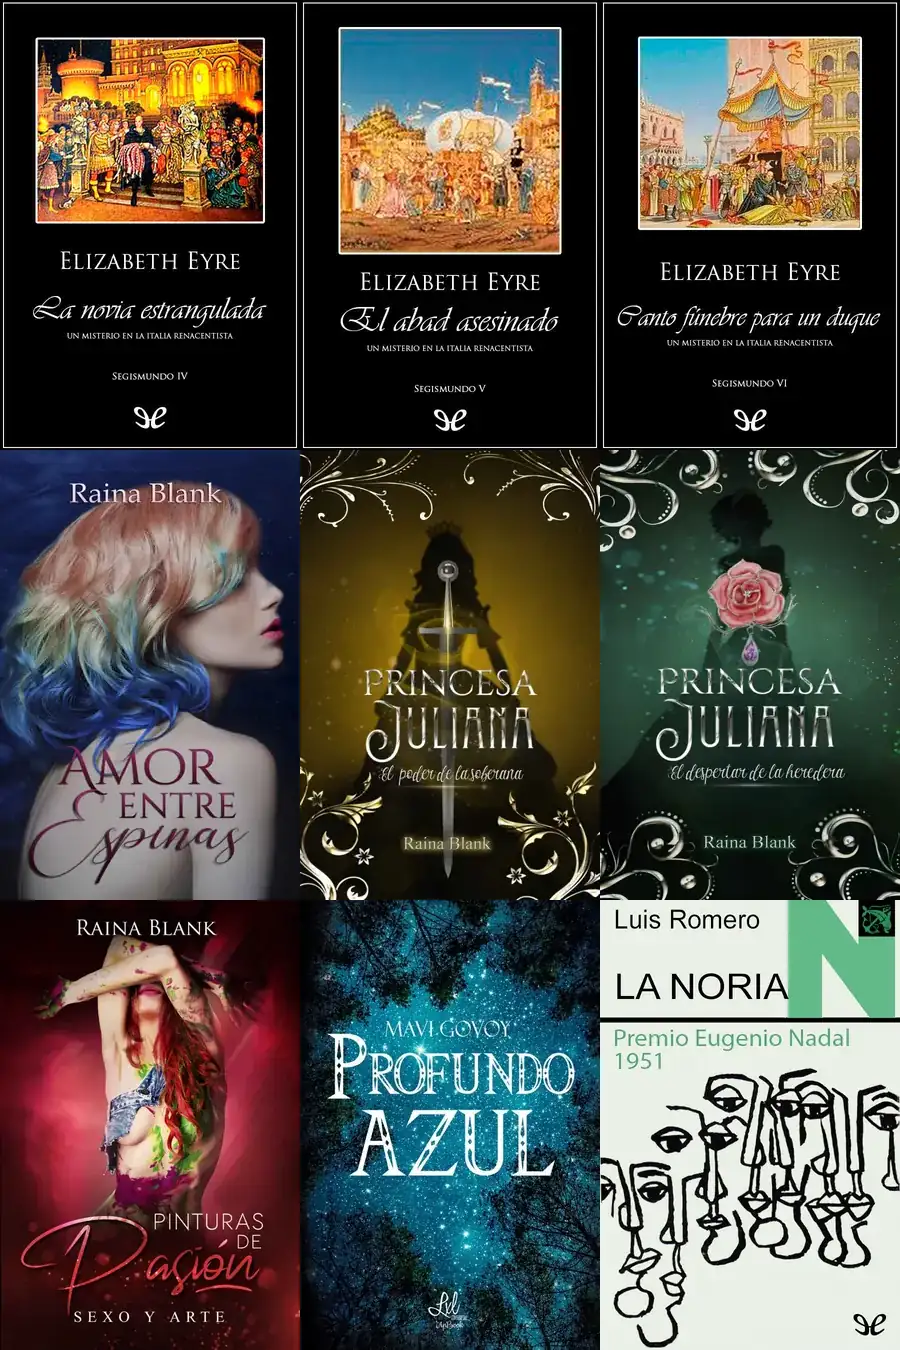 ELIZABETH EYRE
La novia estrangulada
UN MISTERIO EN LA ITALIA RENACENTISTA
SEGISMUNDO IV
ELIZABETH EYRE
El abad asesinado
UN MISTERIO EN LA ITALIA RENACENTISTA
SEGISMUNDO V
ELIZABETH EYRE
Canto fúnebre para un duque
UN MISTERIO EN LA ITALIA RENACENTISTA
SEGISMUNDO VI
Raina Blank
AMOR
ENTRE
Espinas
PRINCESA
JULIANA
El poder de la soberana
Raina Blank
PRINCESA
JULIANA
El despertar de la heredera
Raina Blank
RAINA BLANK
PINTURAS
DE
Pasión
SEXO Y ARTE
MAVI GOVOY
PROFUNDO
AZUL
Luis Romero
LA NORIA
N
Premio Eugenio Nadal
1951